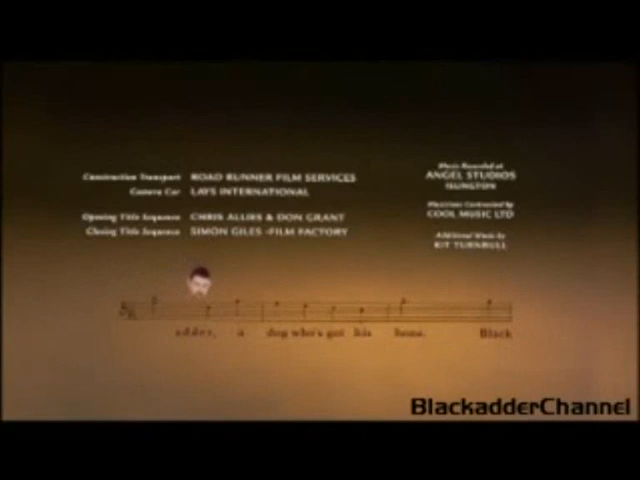 Construction Transport ROAD RUNNER FILM SERVICES
Camera Car LAYS INTERNATIONAL
Opening Title Sequence CHRIS ALLIES & DON GRANT
Closing Title Sequence SIMON GILES -FILM FACTORY
Music Recorded at
ANGEL STUDIOS
ISLINGTON
Musicians Contracted by
COOL MUSIC LTD
Additional Music by
KIT TURNBULL
adder, a dog who's got his bone. Black
BlackadderChannel